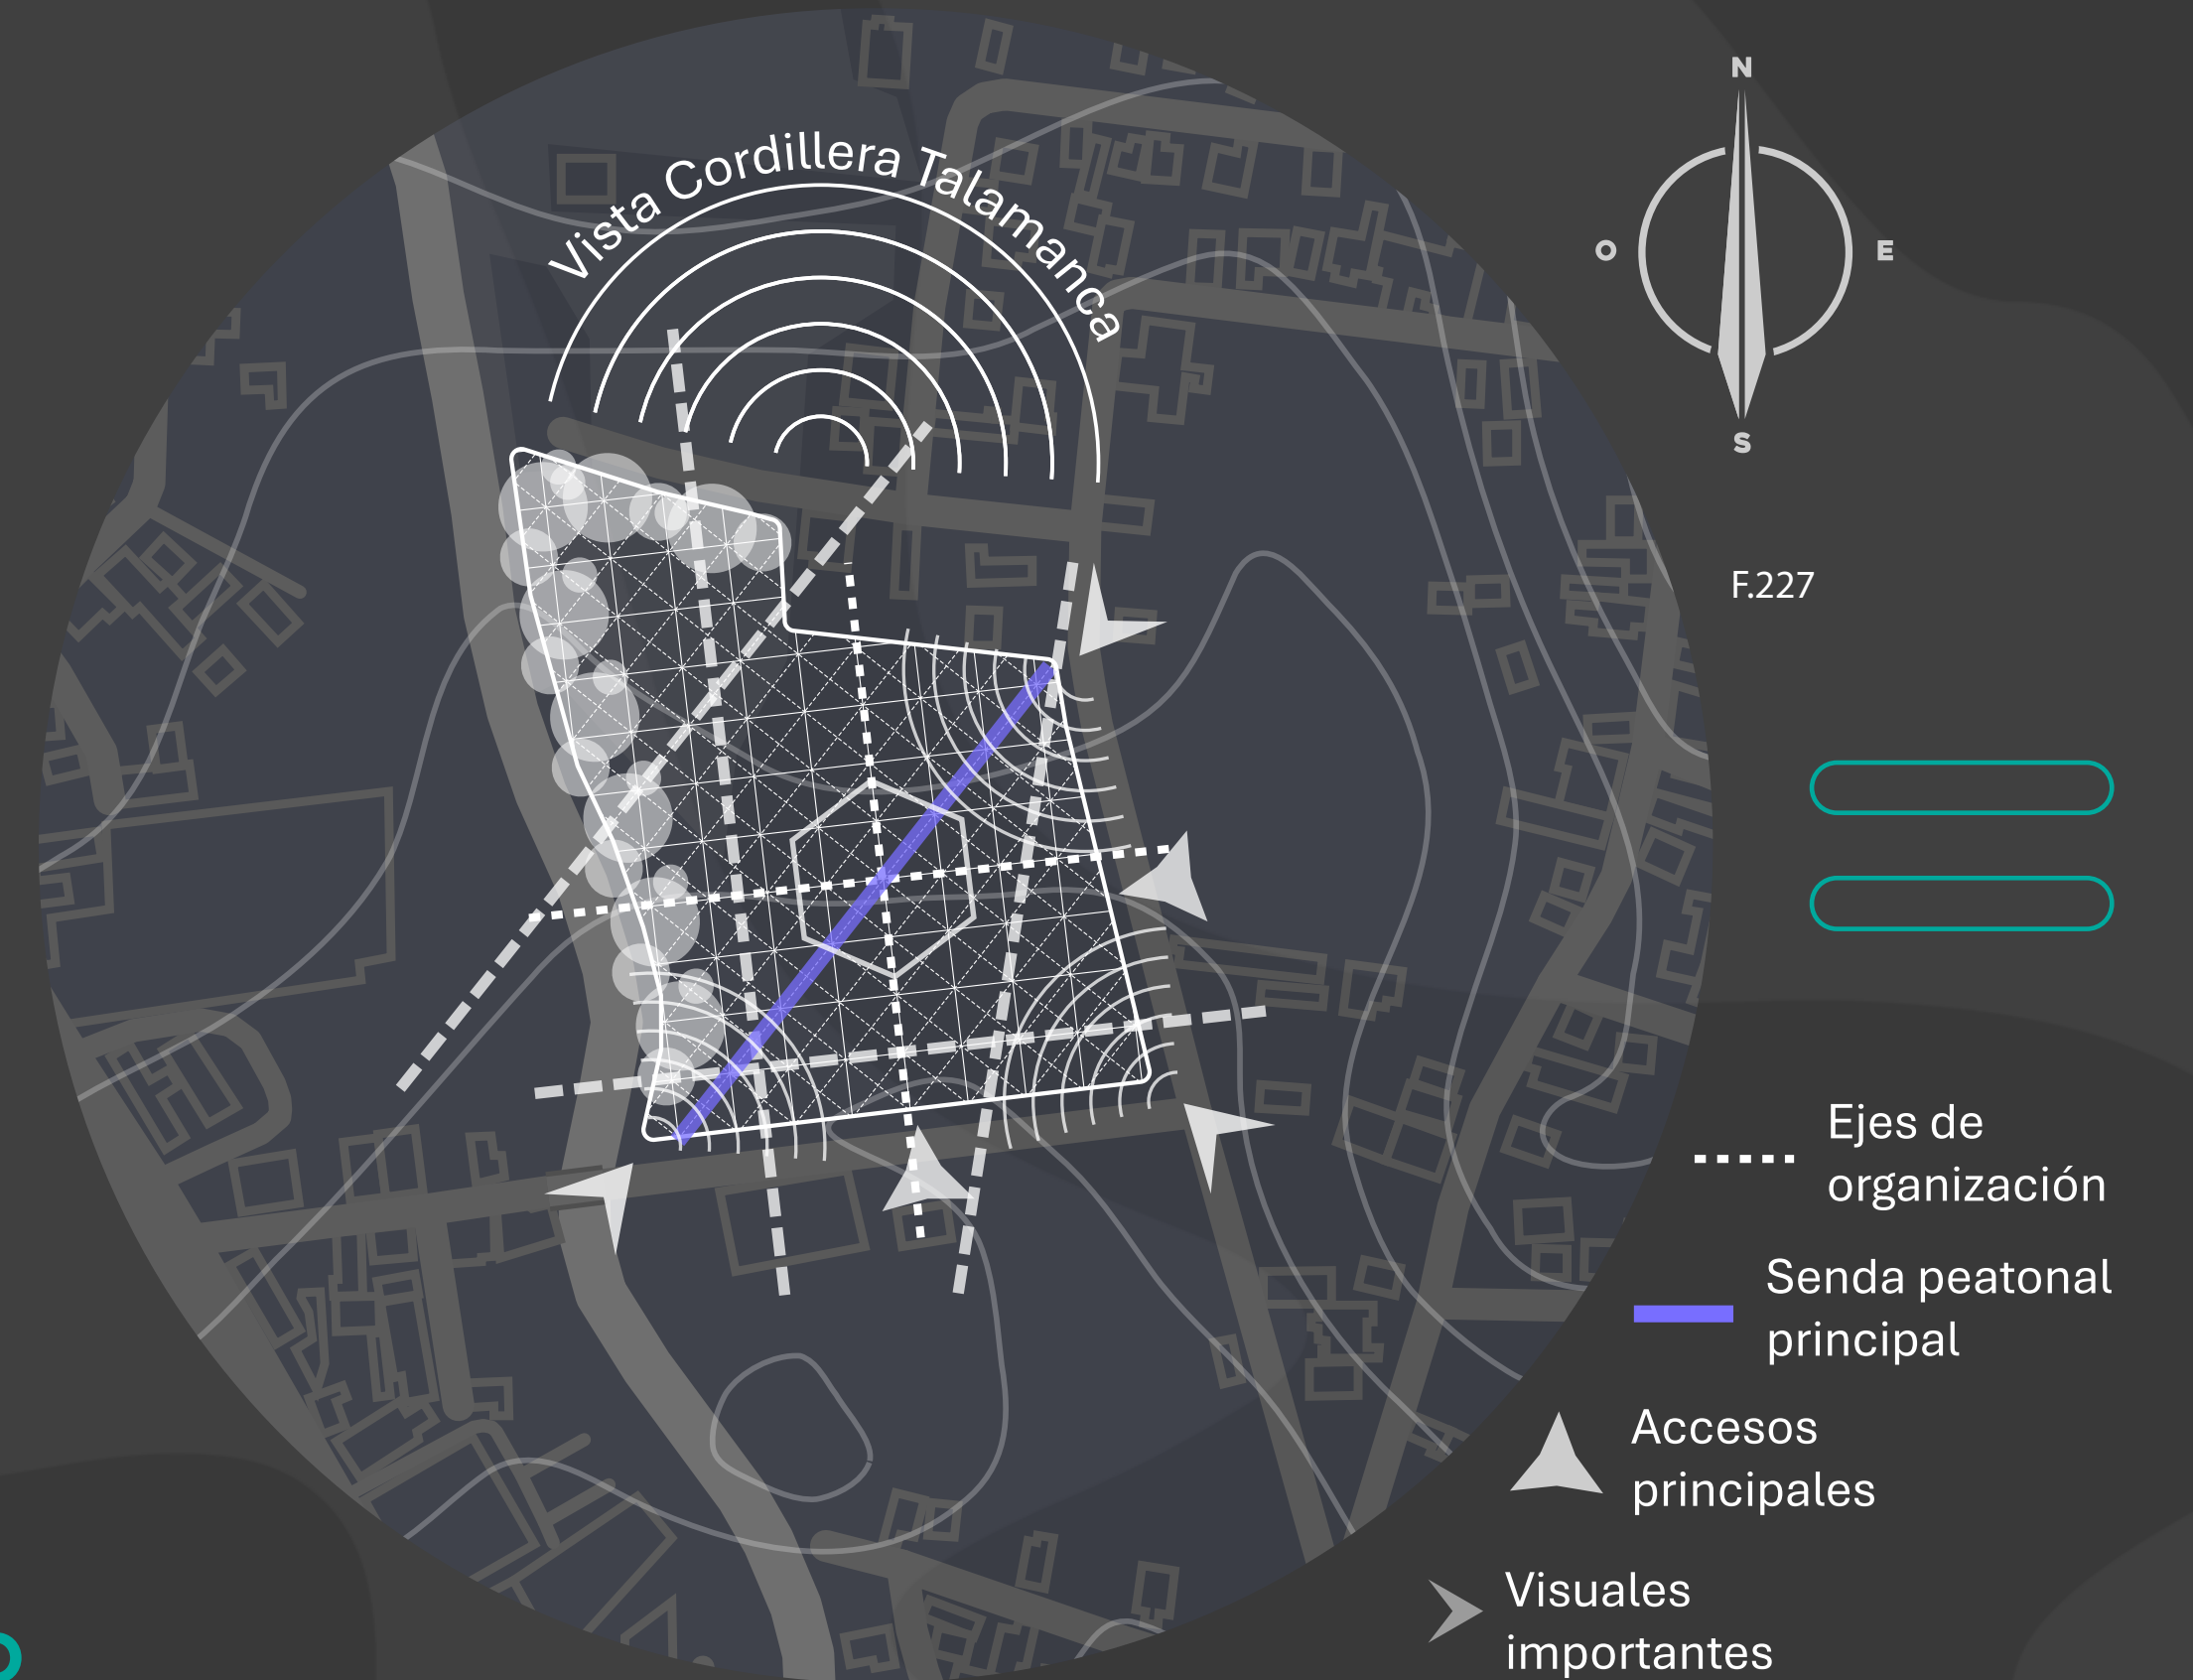 N
O
E
S
Vista Cordillera Talamanca
F.227
Ejes de
organización
Senda peatonal
principal
Accesos
principales
Visuales
importantes